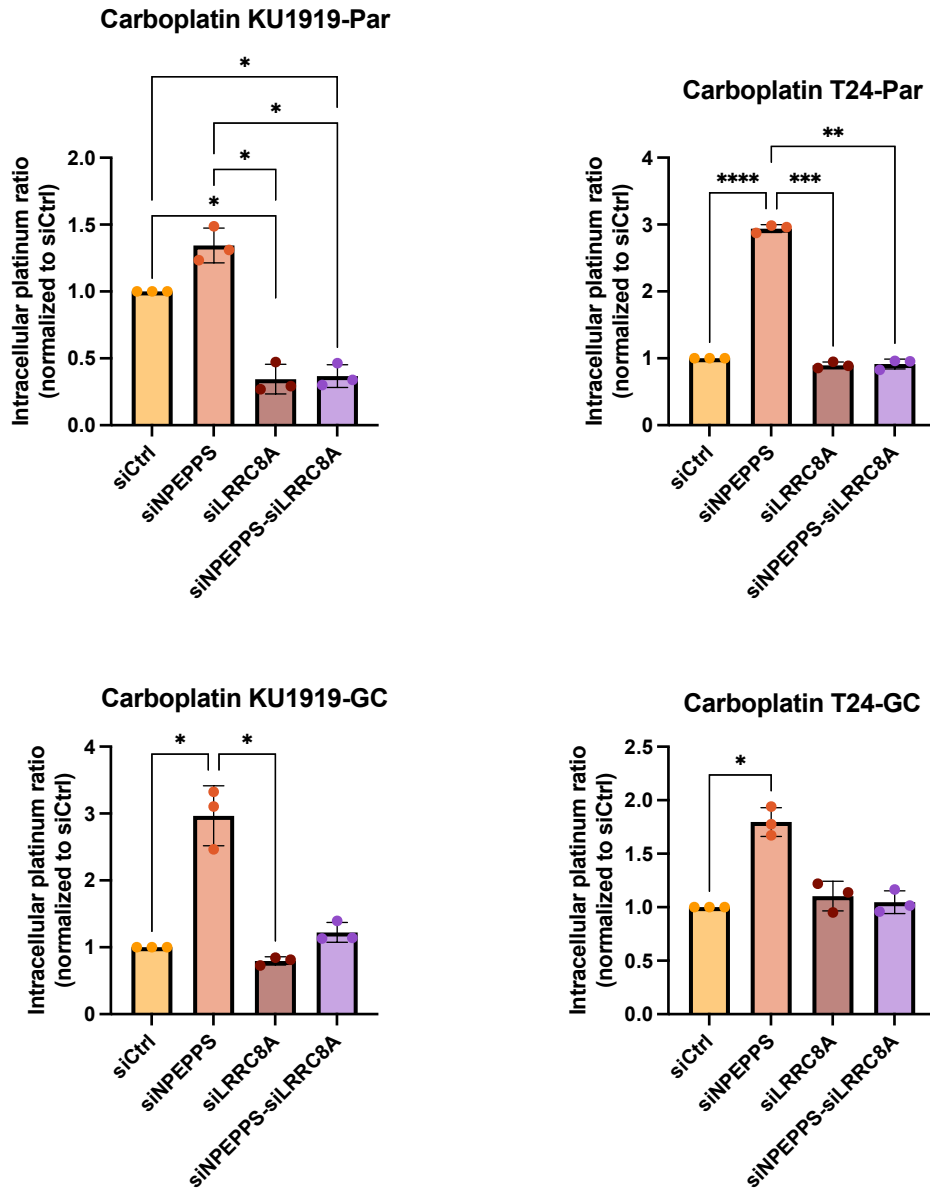 Carboplatin KU1919-Par
*
*
*
*
Intracellular platinum ratio
(normalized to siCtrl)
2.0
1.5
1.0
0.5
0.0
siCtrl
siNPEPPS
siLRRC8A
siNPEPPS-siLRRC8A
Carboplatin T24-Par
**
****
***
Intracellular platinum ratio
(normalized to siCtrl)
4
3
2
1
0
siCtrl
siNPEPPS
siLRRC8A
siNPEPPS-siLRRC8A
Carboplatin KU1919-GC
*
*
Intracellular platinum ratio
(normalized to siCtrl)
4
3
2
1
0
siCtrl
siNPEPPS
siLRRC8A
siNPEPPS-siLRRC8A
Carboplatin T24-GC
*
Intracellular platinum ratio
(normalized to siCtrl)
2.5
2.0
1.5
1.0
0.5
0.0
siCtrl
siNPEPPS
siLRRC8A
siNPEPPS-siLRRC8A